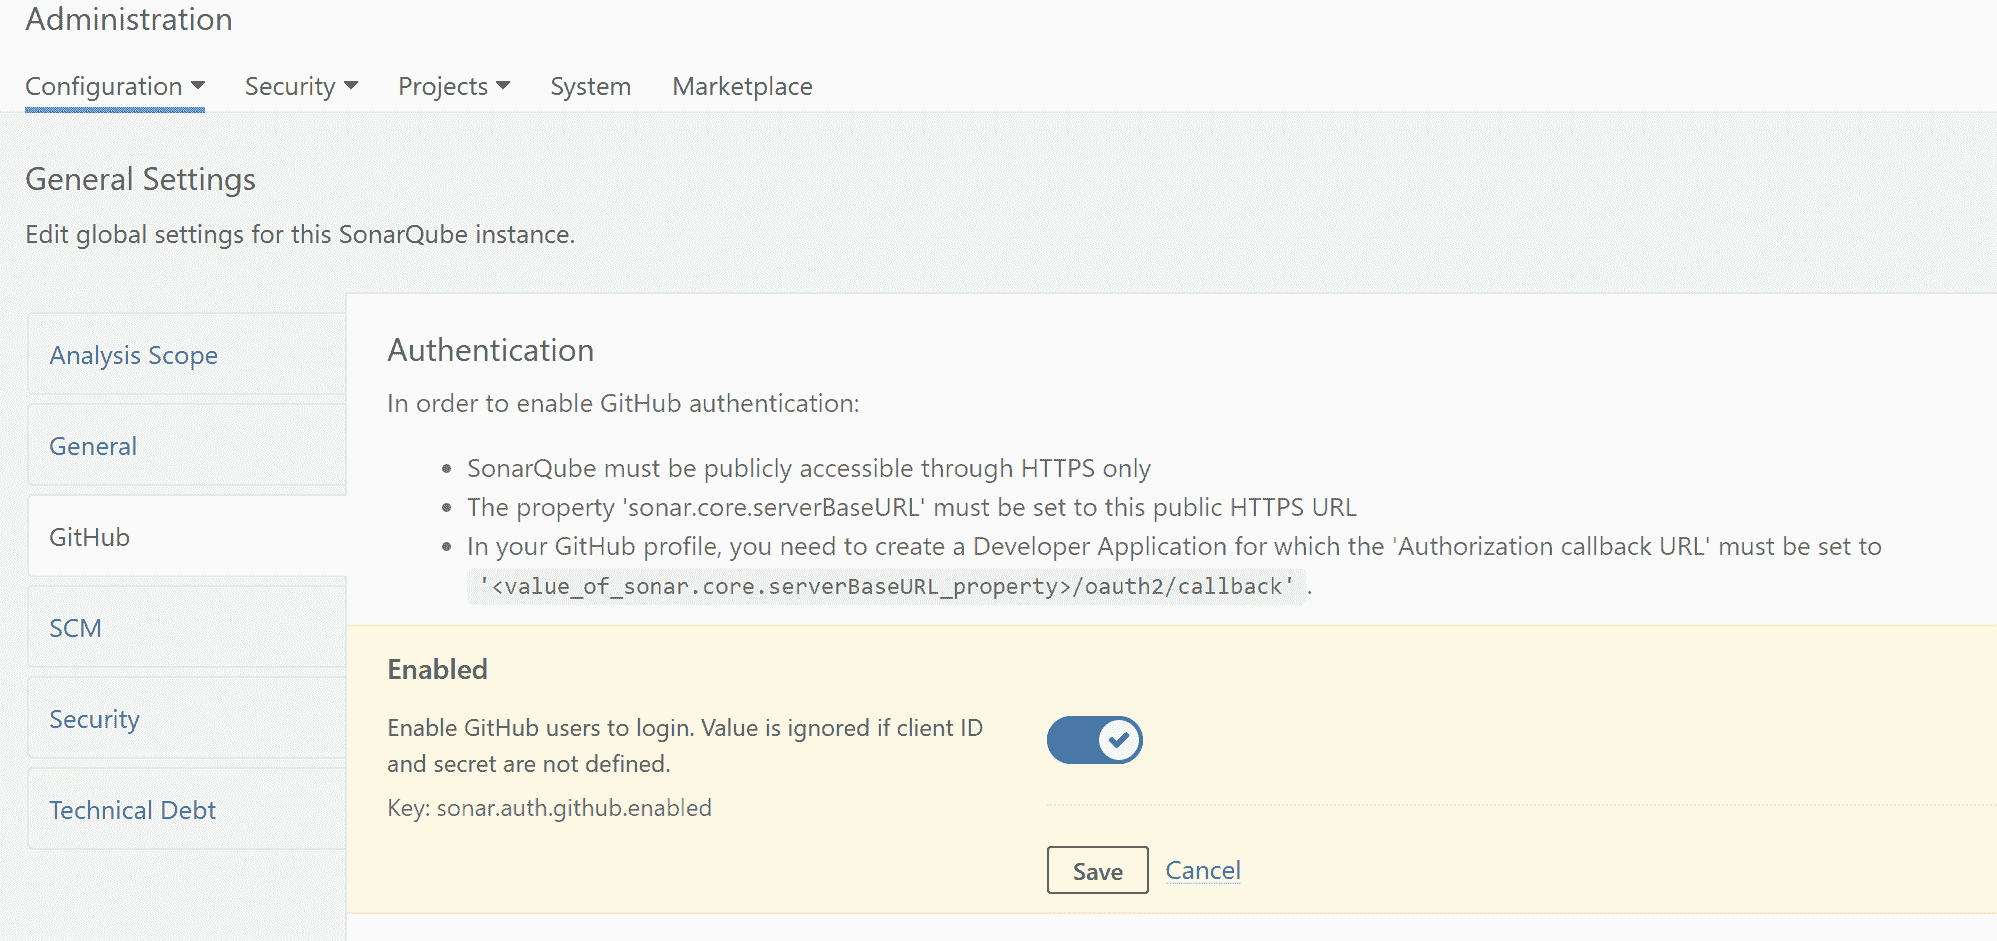 Administration
Configuration Security Projects System Marketplace
General Settings
Edit global settings for this SonarQube instance.
Analysis Scope
General
GitHub
SCM
Security
Technical Debt
Authentication
In order to enable GitHub authentication:
• SonarQube must be publicly accessible through HTTPS only
• The property 'sonar.core.serverBaseURL' must be set to this public HTTPS URL
• In your GitHub profile, you need to create a Developer Application for which the 'Authorization callback URL' must be set to
'<value_of_sonar.core.serverBaseURL_property>/oauth2/callback' .
Enabled
Enable GitHub users to login. Value is ignored if client ID
and secret are not defined.
Key: sonar.auth.github.enabled
Save Cancel